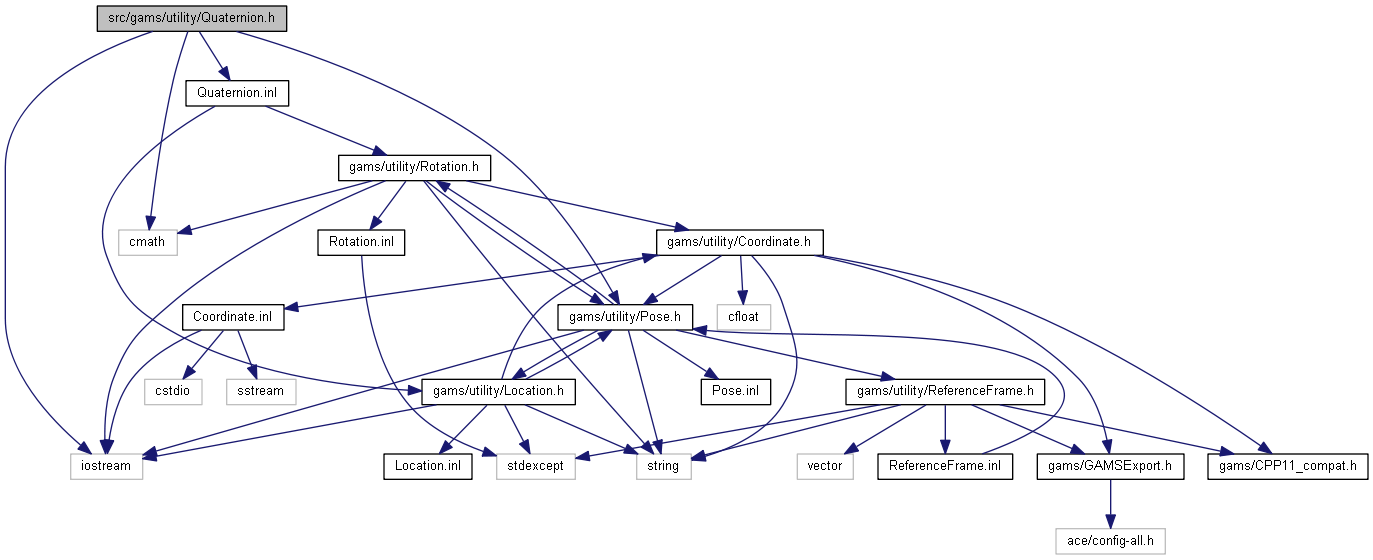 src/gams/utility/Quaternion.h
Quaternion.inl
gams/utility/Rotation.h
cmath
Rotation.inl
gams/utility/Coordinate.h
Coordinate.inl
gams/utility/Pose.h
cfloat
cstdio
sstream
gams/utility/Location.h
Pose.inl
gams/utility/ReferenceFrame.h
iostream
Location.inl
stdexcept
string
vector
ReferenceFrame.inl
gams/GAMSExport.h
gams/CPP11_compat.h
ace/config-all.h